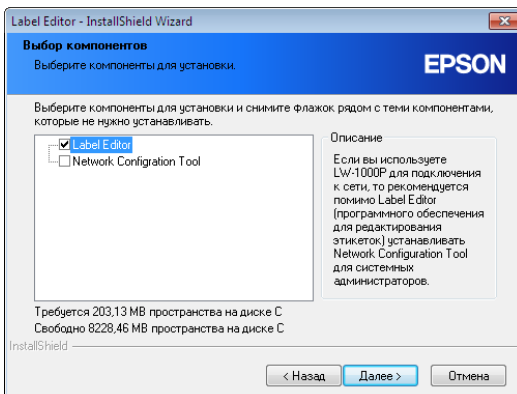 Label Editor - InstallShield Wizard
Выбор компонентов
Выберите компоненты для установки.
EPSON
Выберите компоненты для установки и снимите флажок рядом с теми компонентами,
которые не нужно устанавливать.
Label Editor
Network Configration Tool
Описание
Если вы используете
LW-1000P для подключения
к сети, то рекомендуется
помимо Label Editor
(программного обеспечения
для редактирования
этикеток) устанавливать
Network Configration Tool
для системных
администраторов.
Требуется 203,13 MB пространства на диске C
Свободно 8228,46 MB пространства на диске C
InstallShield
< Назад
Далее >
Отмена